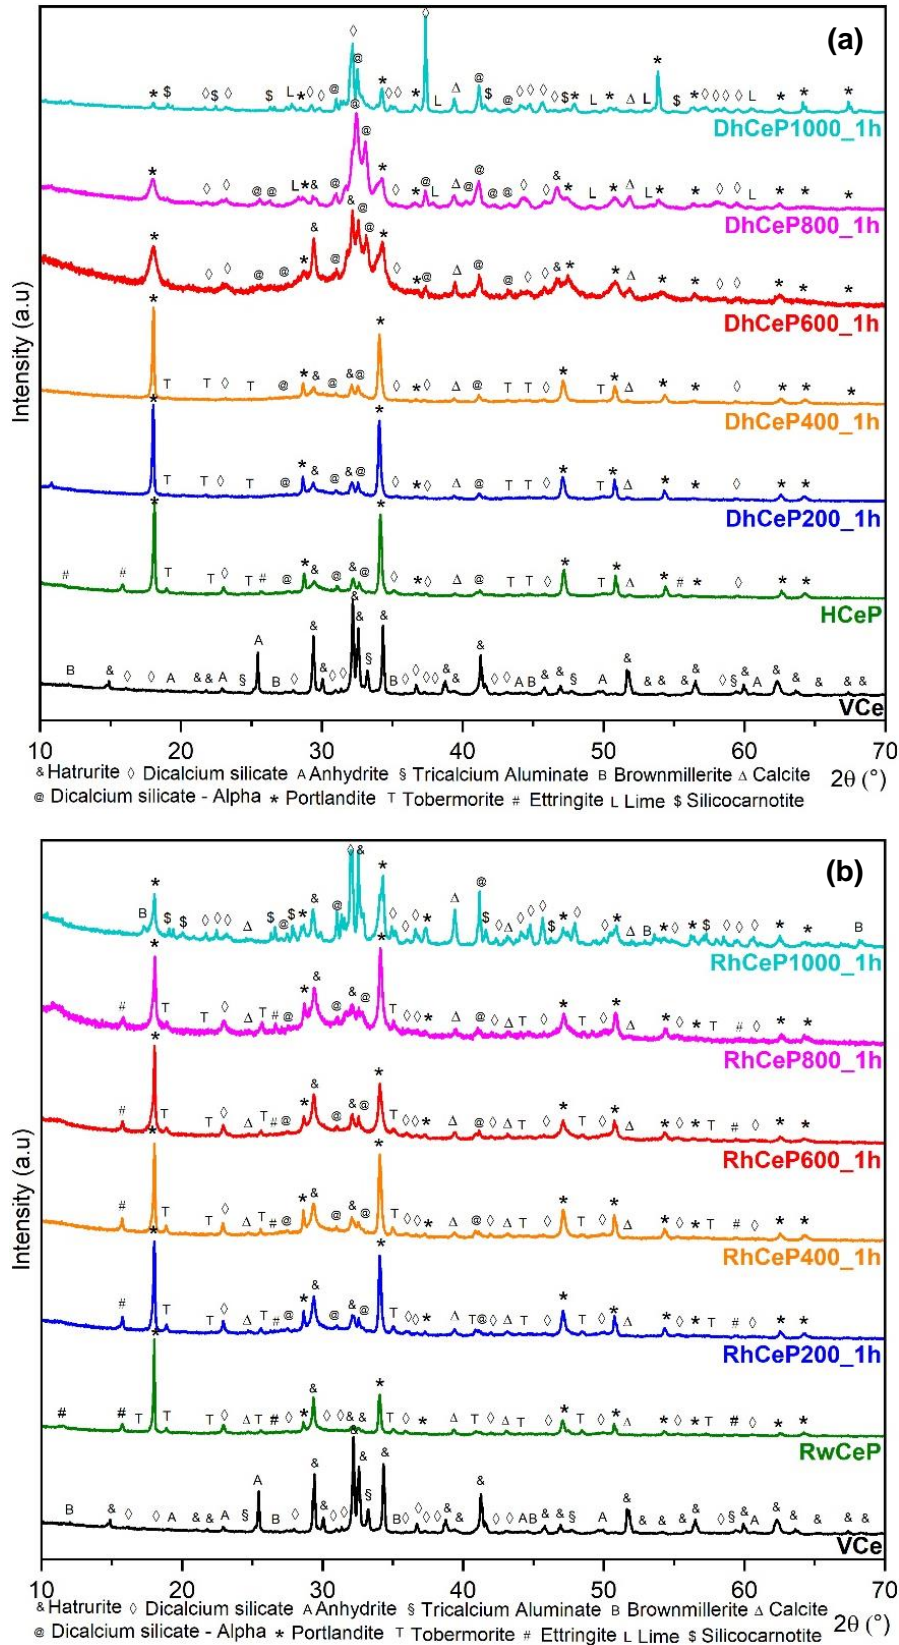 (a)
DhCeP1000_1h
DhCeP800_1h
DhCeP600_1h
DhCeP400_1h
DhCeP200_1h
HCeP
VCe
Intensity (a.u)
10 20 30 40 50 60 70
& Hatrurite ◊ Dicalcium silicate A Anhydrite § Tricalcium Aluminate B Brownmillerite Δ Calcite 2θ (°)
@ Dicalcium silicate - Alpha * Portlandite T Tobermorite # Ettringite L Lime $ Silicocarnotite
(b)
RhCeP1000_1h
RhCeP800_1h
RhCeP600_1h
RhCeP400_1h
RhCeP200_1h
RwCeP
VCe
Intensity (a.u)
10 20 30 40 50 60 70
& Hatrurite ◊ Dicalcium silicate A Anhydrite § Tricalcium Aluminate B Brownmillerite Δ Calcite
@ Dicalcium silicate - Alpha * Portlandite T Tobermorite # Ettringite L Lime $ Silicocarnotite 2θ (°)